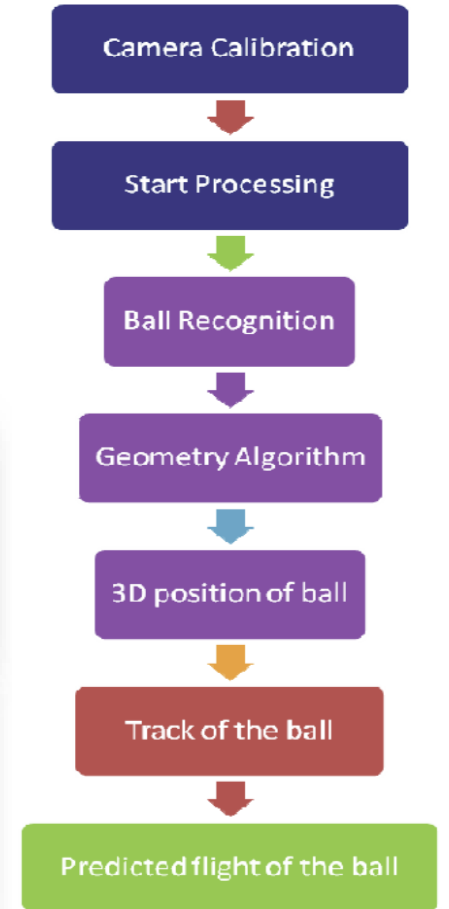 Camera Calibration
Start Processing
Ball Recognition
Geometry Algorithm
3D position of ball
Track of the ball
Predicted flight of the ball